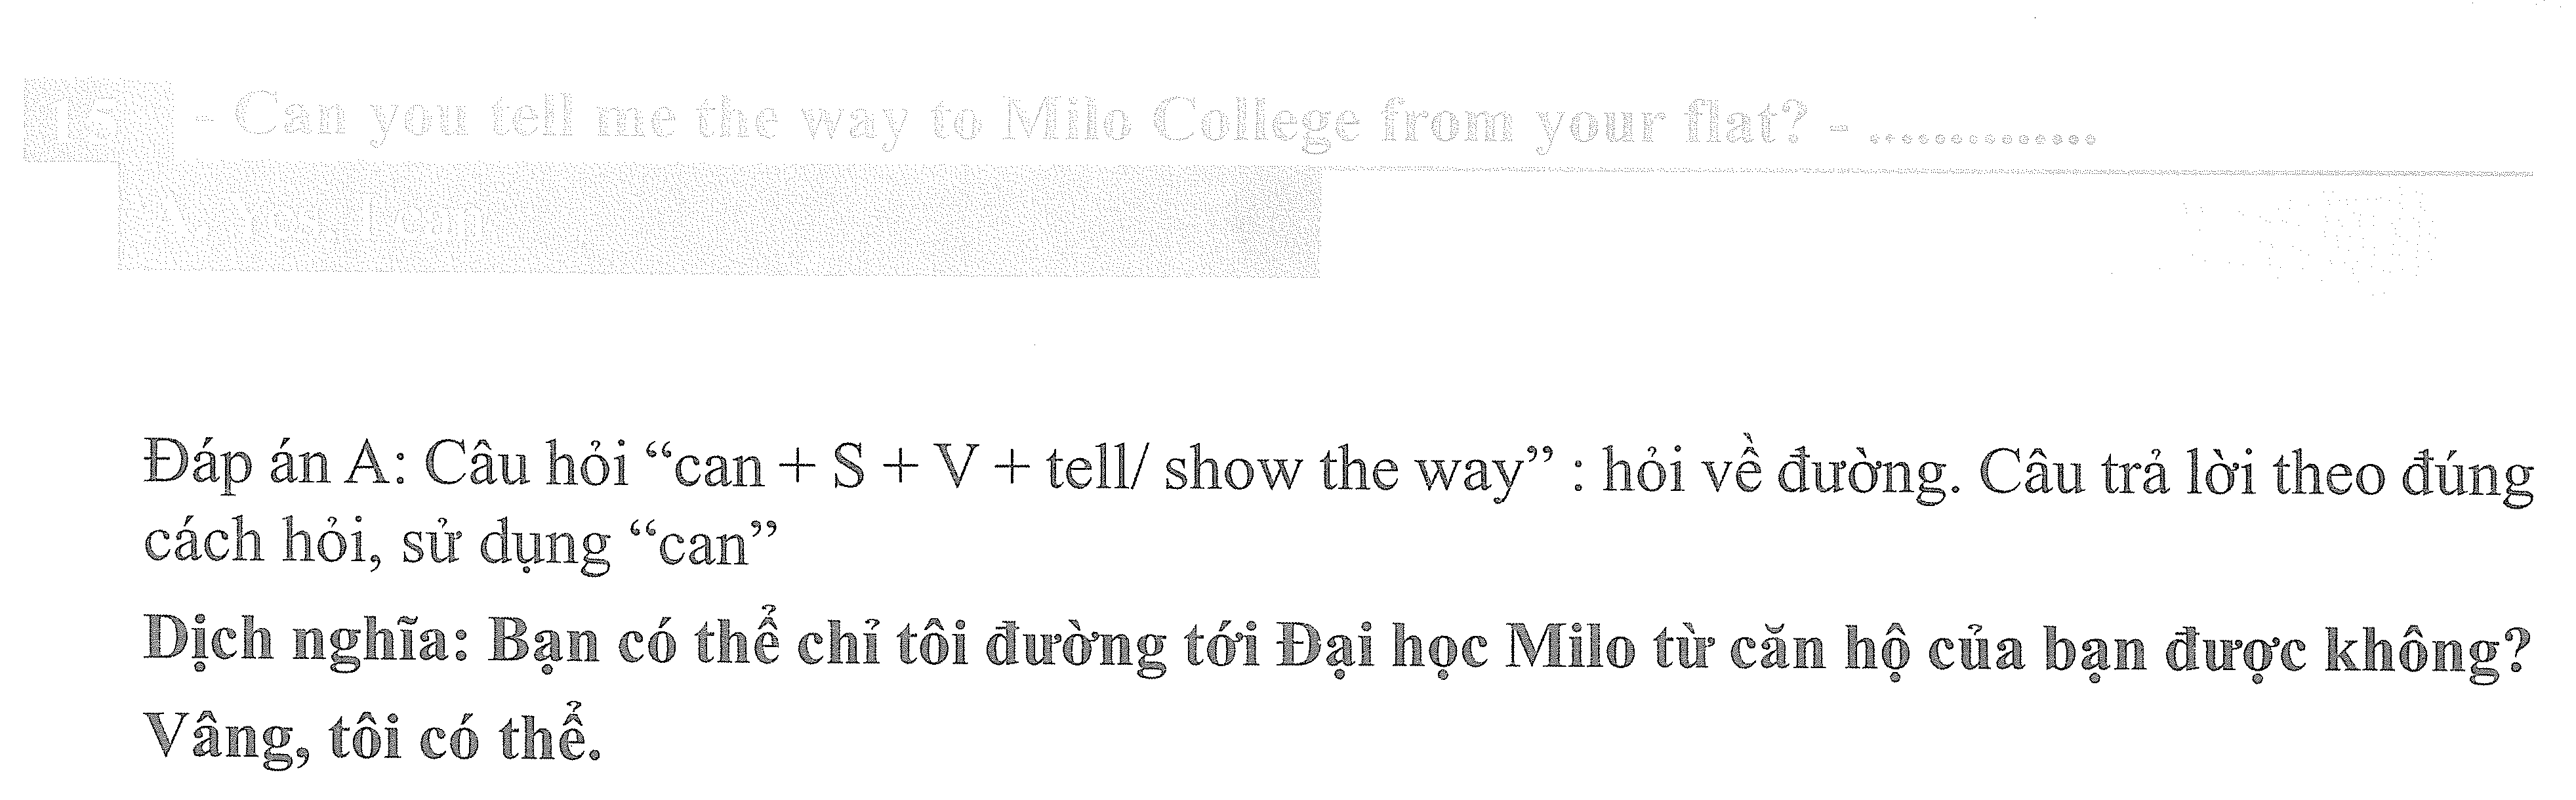 15 - Can you tell me the way to Milo College from your flat? - ..............
A. Yes, I can
Đáp án A: Câu hỏi “can + S + V + tell/ show the way” : hỏi về đường. Câu trả lời theo đúng
cách hỏi, sử dụng “can”
Dịch nghĩa: Bạn có thể chỉ tôi đường tới Đại học Milo từ căn hộ của bạn được không?
Vâng, tôi có thể.